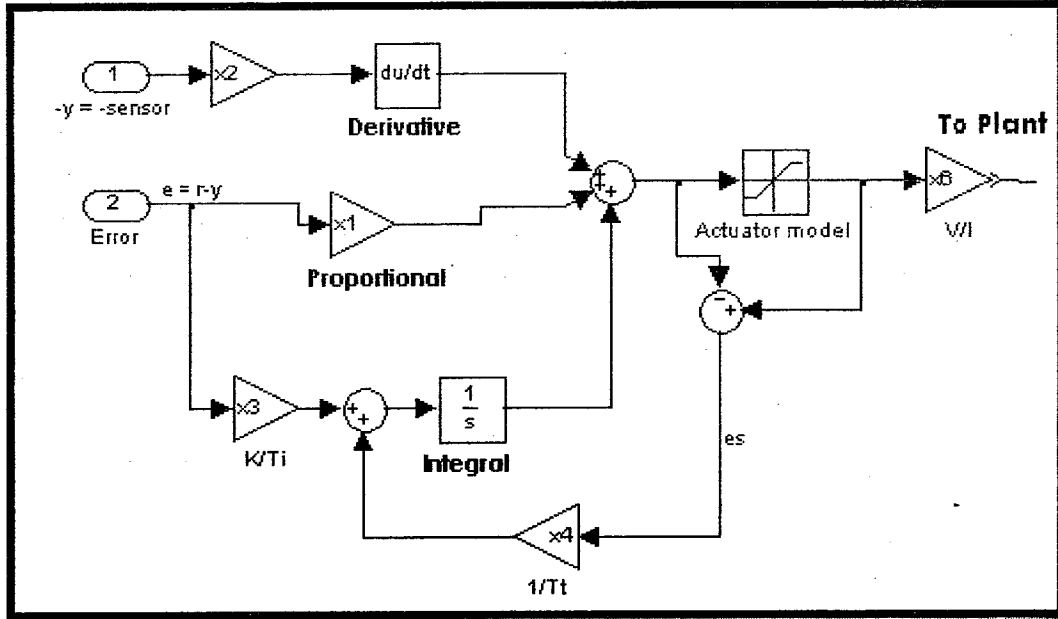 1
-y = -sensor
x2
du/dt
Derivative
To Plant
2
Error
e = r-y
x1
Proportional
+
+
+
Actuator model
x6
V/I
-
+
x3
K/Ti
+
+
1
s
Integral
es
x4
1/Tt